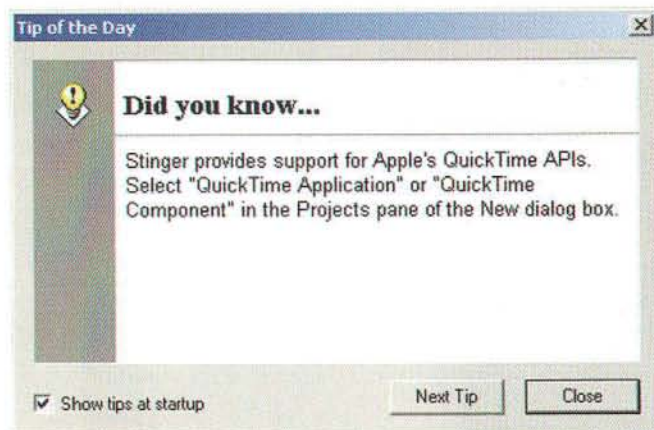 Tip of the Day
Did you know...
Stinger provides support for Apple's QuickTime APIs.
Select "QuickTime Application" or "QuickTime
Component" in the Projects pane of the New dialog box.
Show tips at startup
Next Tip
Close